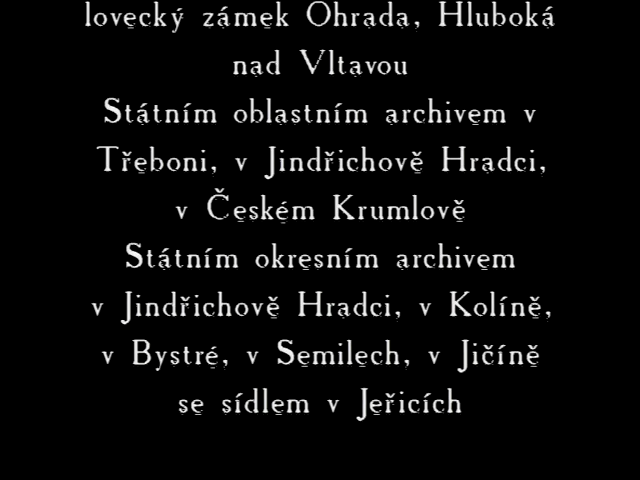 lovecký zámek Ohrada, Hluboká
nad Vltavou
Státním oblastním archivem v
Třeboni, v Jindřichově Hradci,
v Českém Krumlově
Státním okresním archivem
v Jindřichově Hradci, v Kolíně,
v Bystré, v Semilech, v Jičíně
se sídlem v Jeřicích